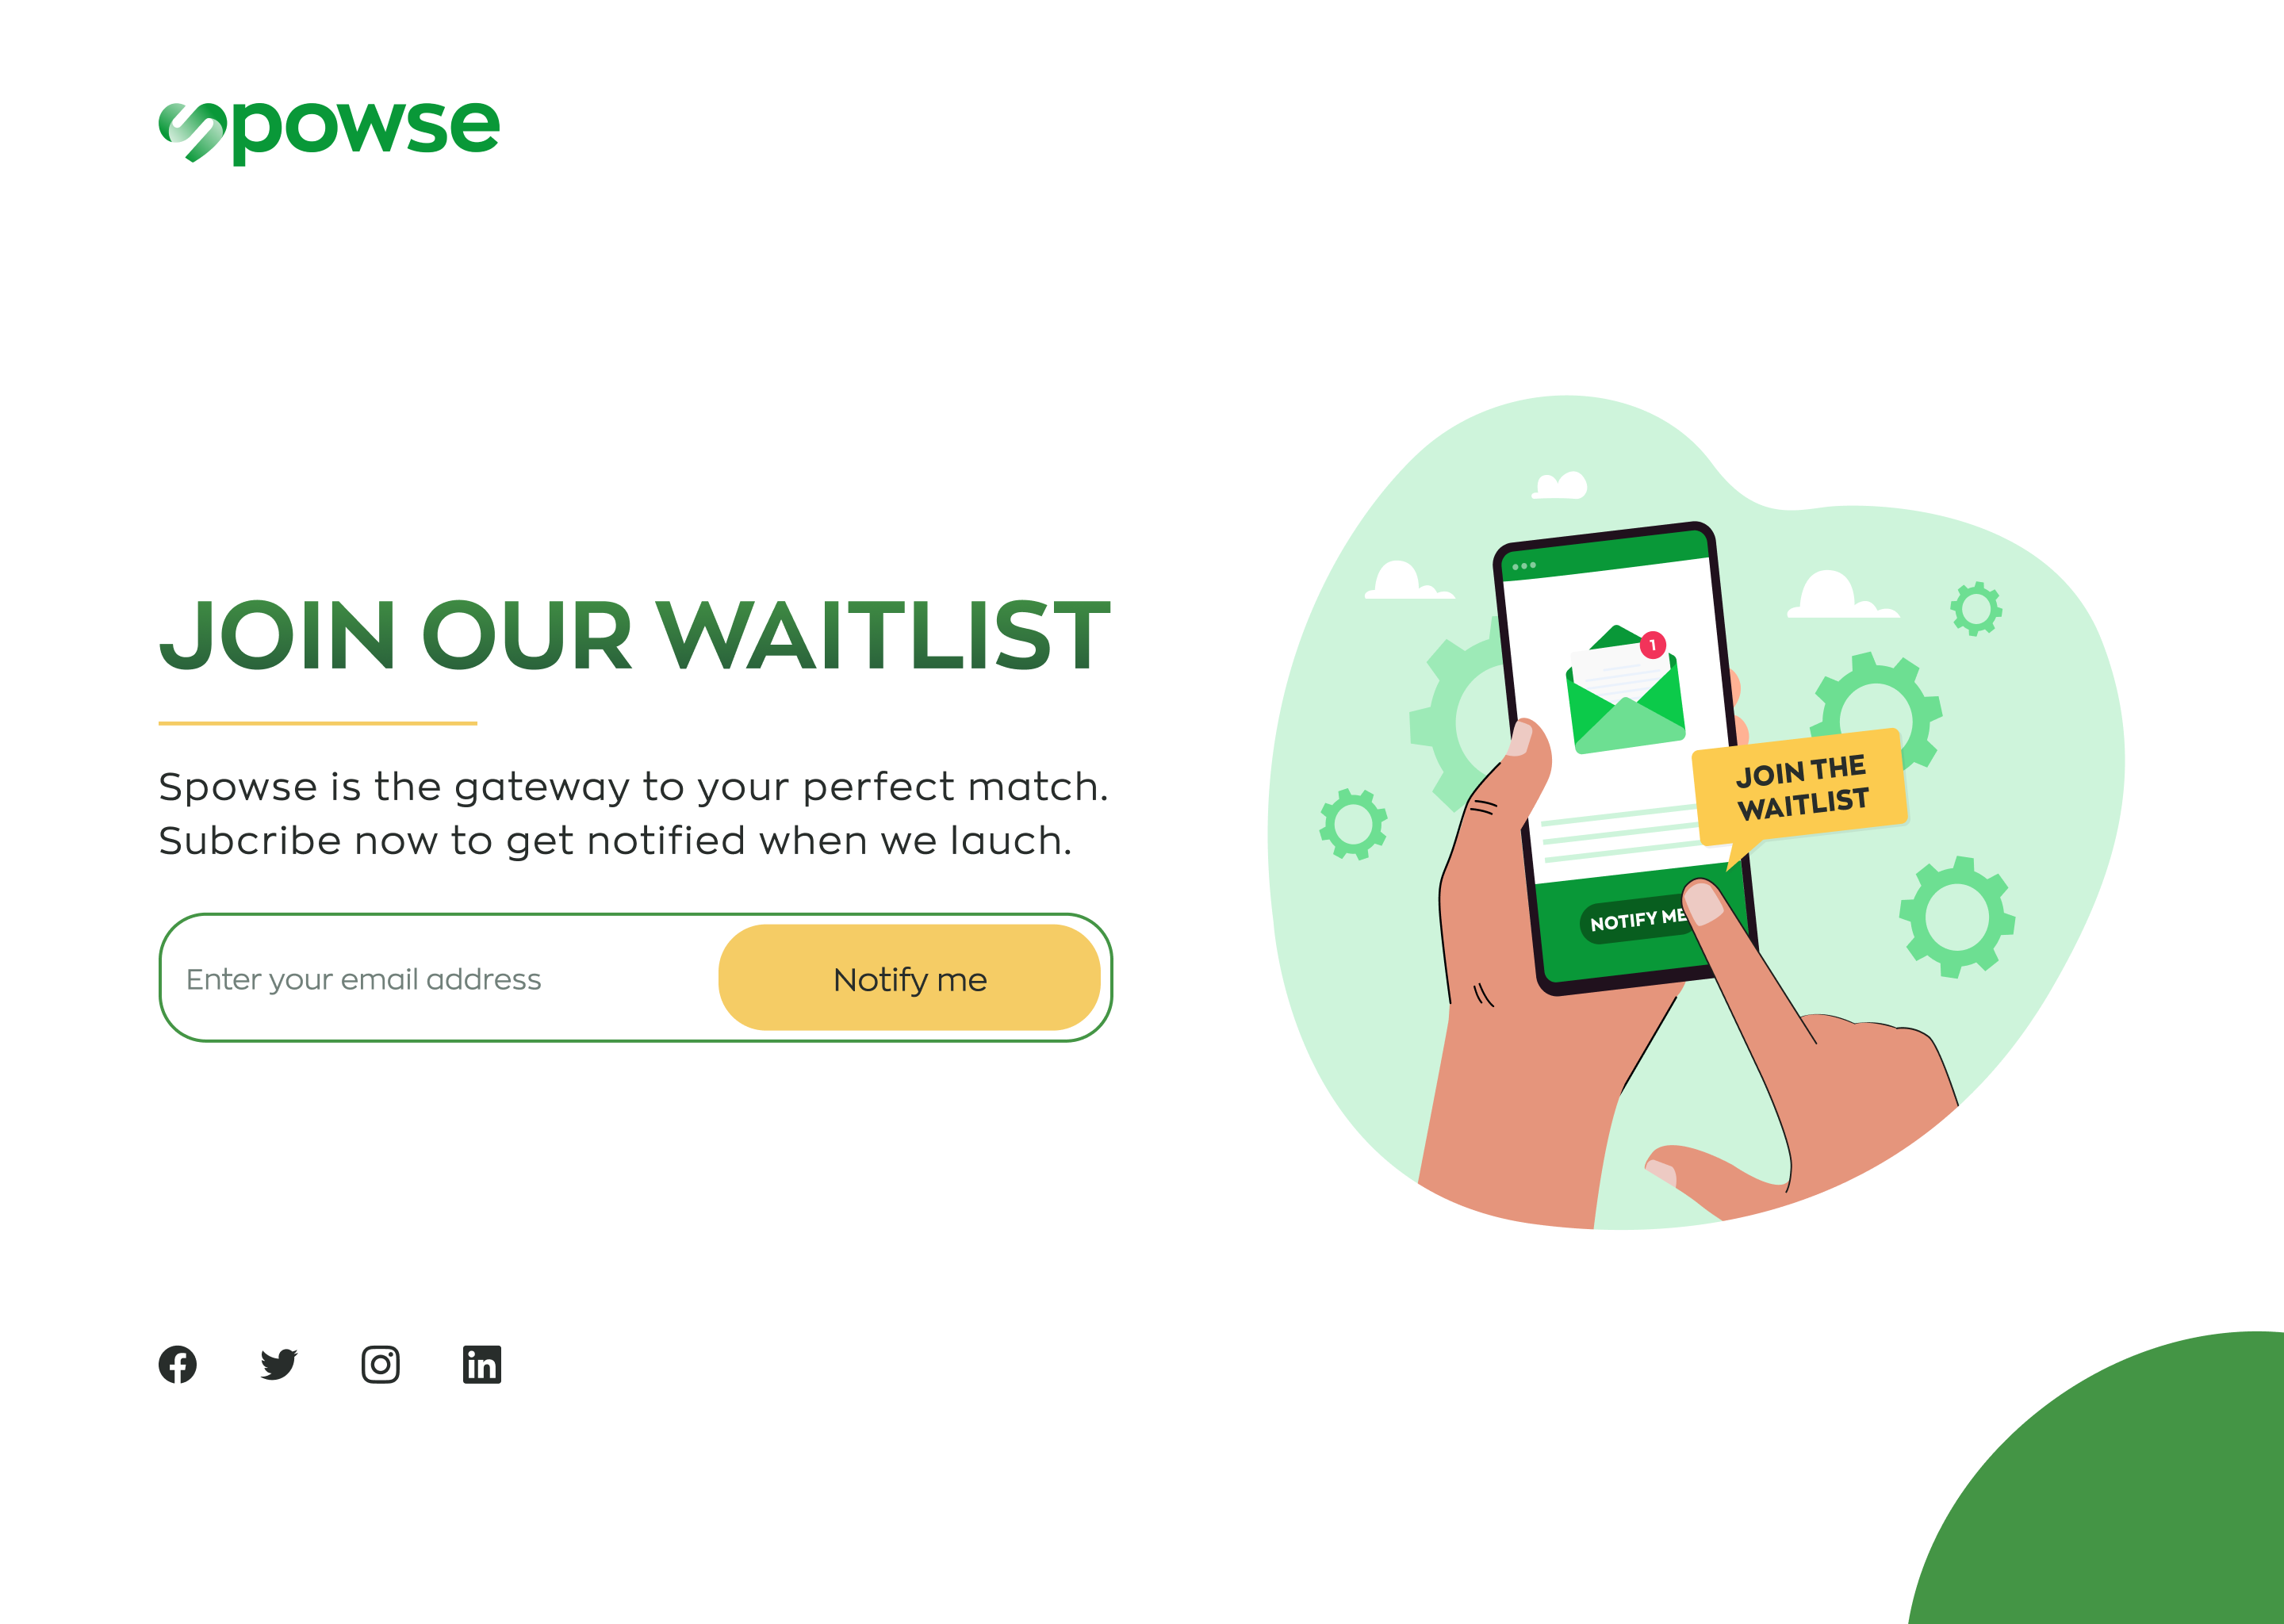 spowse
JOIN OUR WAITLIST
Spowse is the gateway to your perfect match.
Subcribe now to get notified when we lauch.
Enter your email address
Notify me
1
JOIN THE
WAITLIST
NOTIFY ME